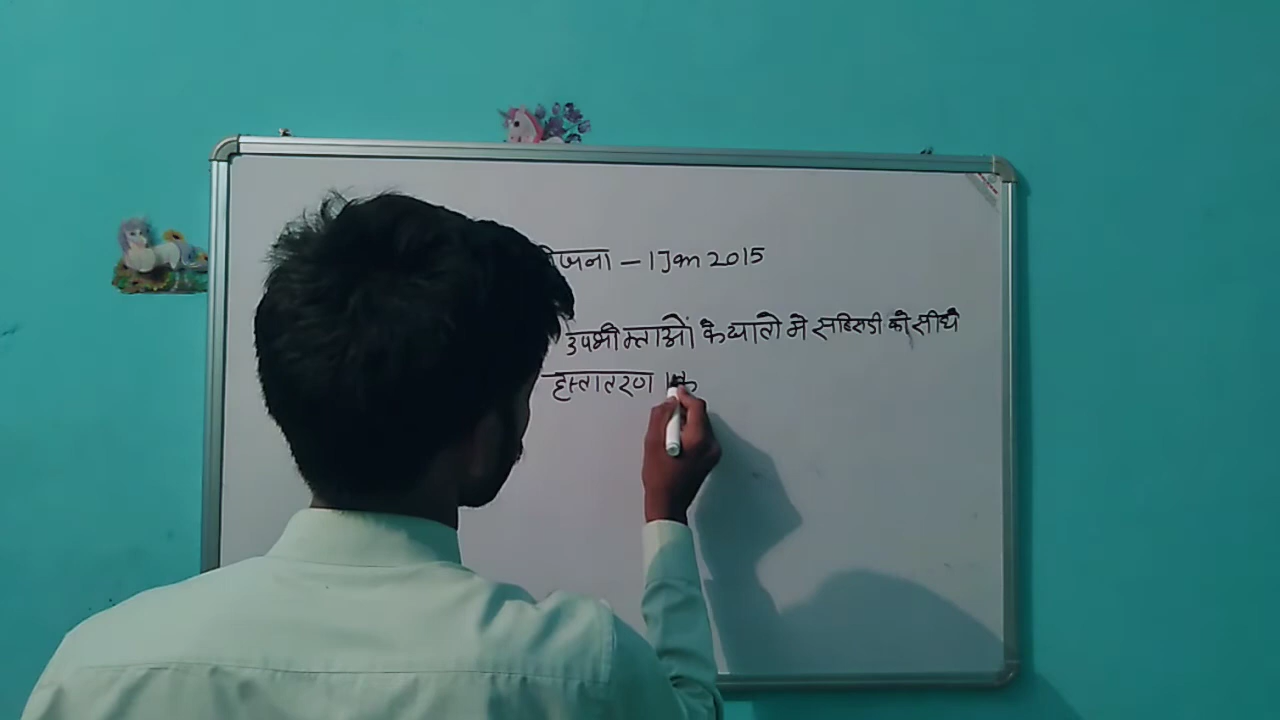 योजना – 1 Jan 2015
उपभोक्ताओं के खातो मे सब्सिडी को सीधे
हस्तातरण